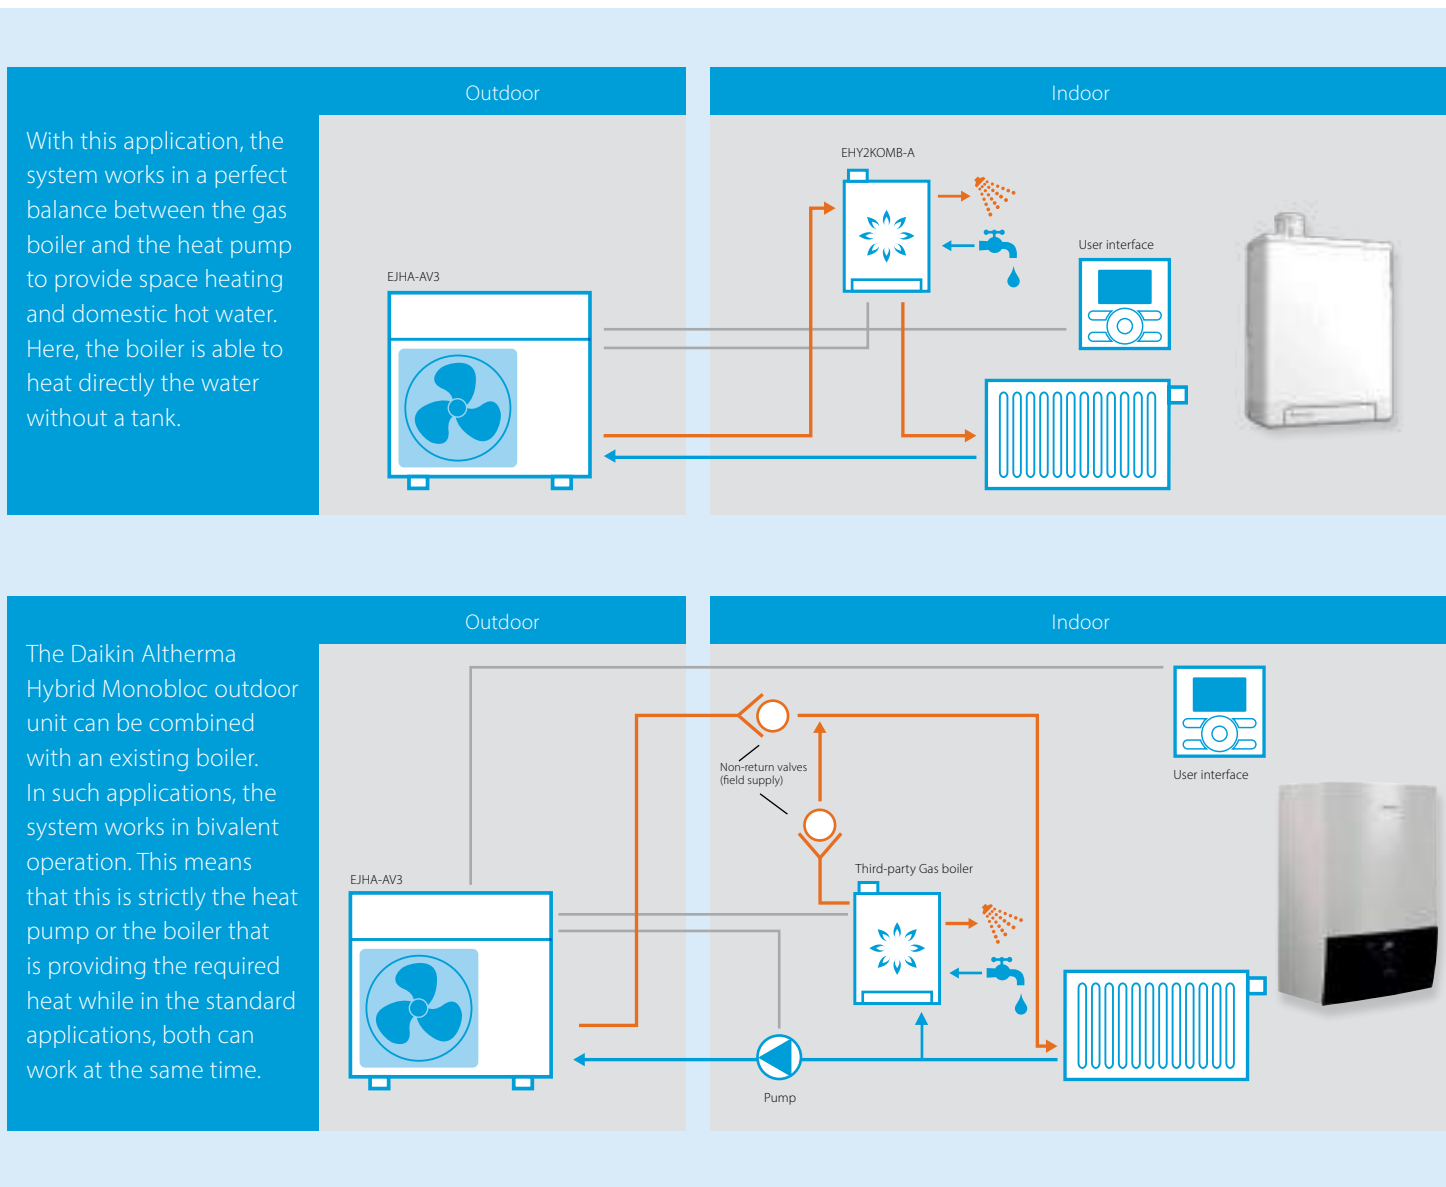 Outdoor
Indoor
With this application, the
system works in a perfect
balance between the gas
boiler and the heat pump
to provide space heating
and domestic hot water.
Here, the boiler is able to
heat directly the water
without a tank.
EHY2KOMB-A
User interface
EJHA-AV3
Outdoor
Indoor
The Daikin Altherma
Hybrid Monobloc outdoor
unit can be combined
with an existing boiler.
In such applications, the
system works in bivalent
operation. This means
that this is strictly the heat
pump or the boiler that
is providing the required
heat while in the standard
applications, both can
work at the same time.
Non-return valves
(field supply)
User interface
Third-party Gas boiler
EJHA-AV3
Pump